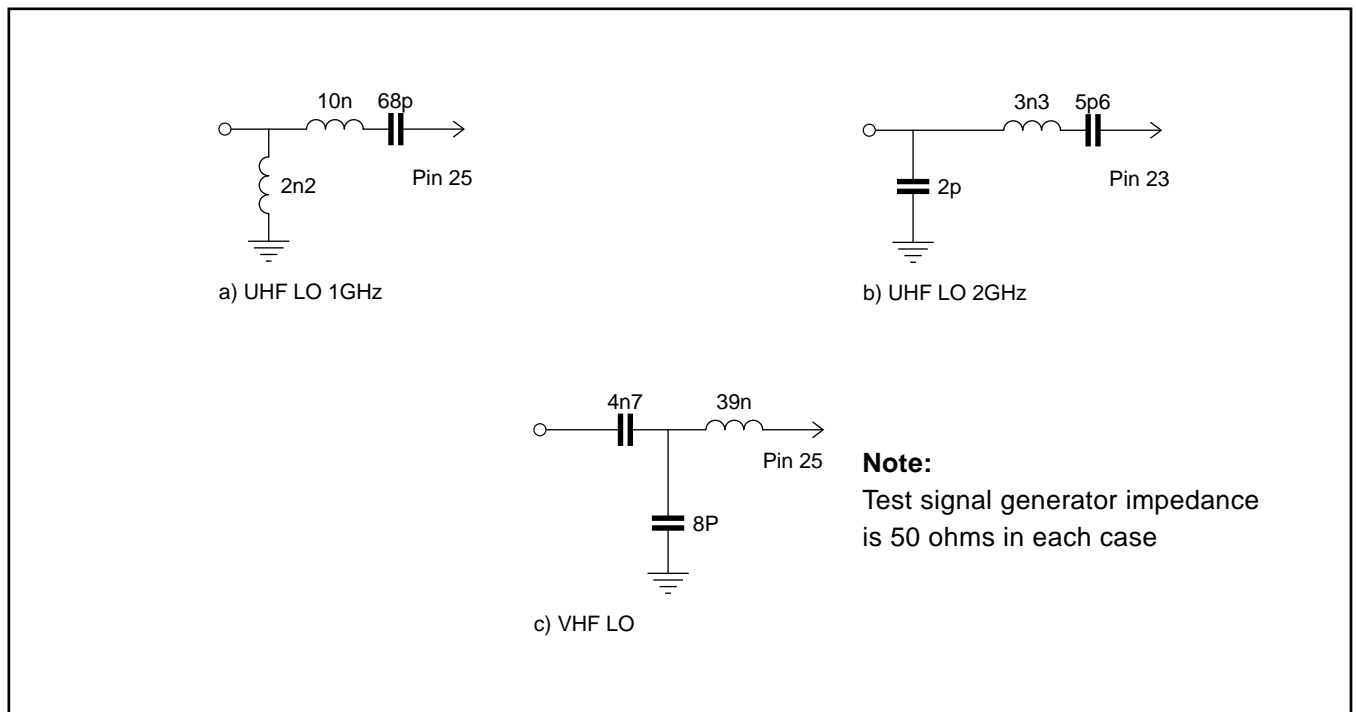 10n 68p
2n2
Pin 25
a) UHF LO 1GHz
3n3 5p6
2p
Pin 23
b) UHF LO 2GHz
4n7 39n
Pin 25
8P
c) VHF LO
Note:
Test signal generator impedance
is 50 ohms in each case